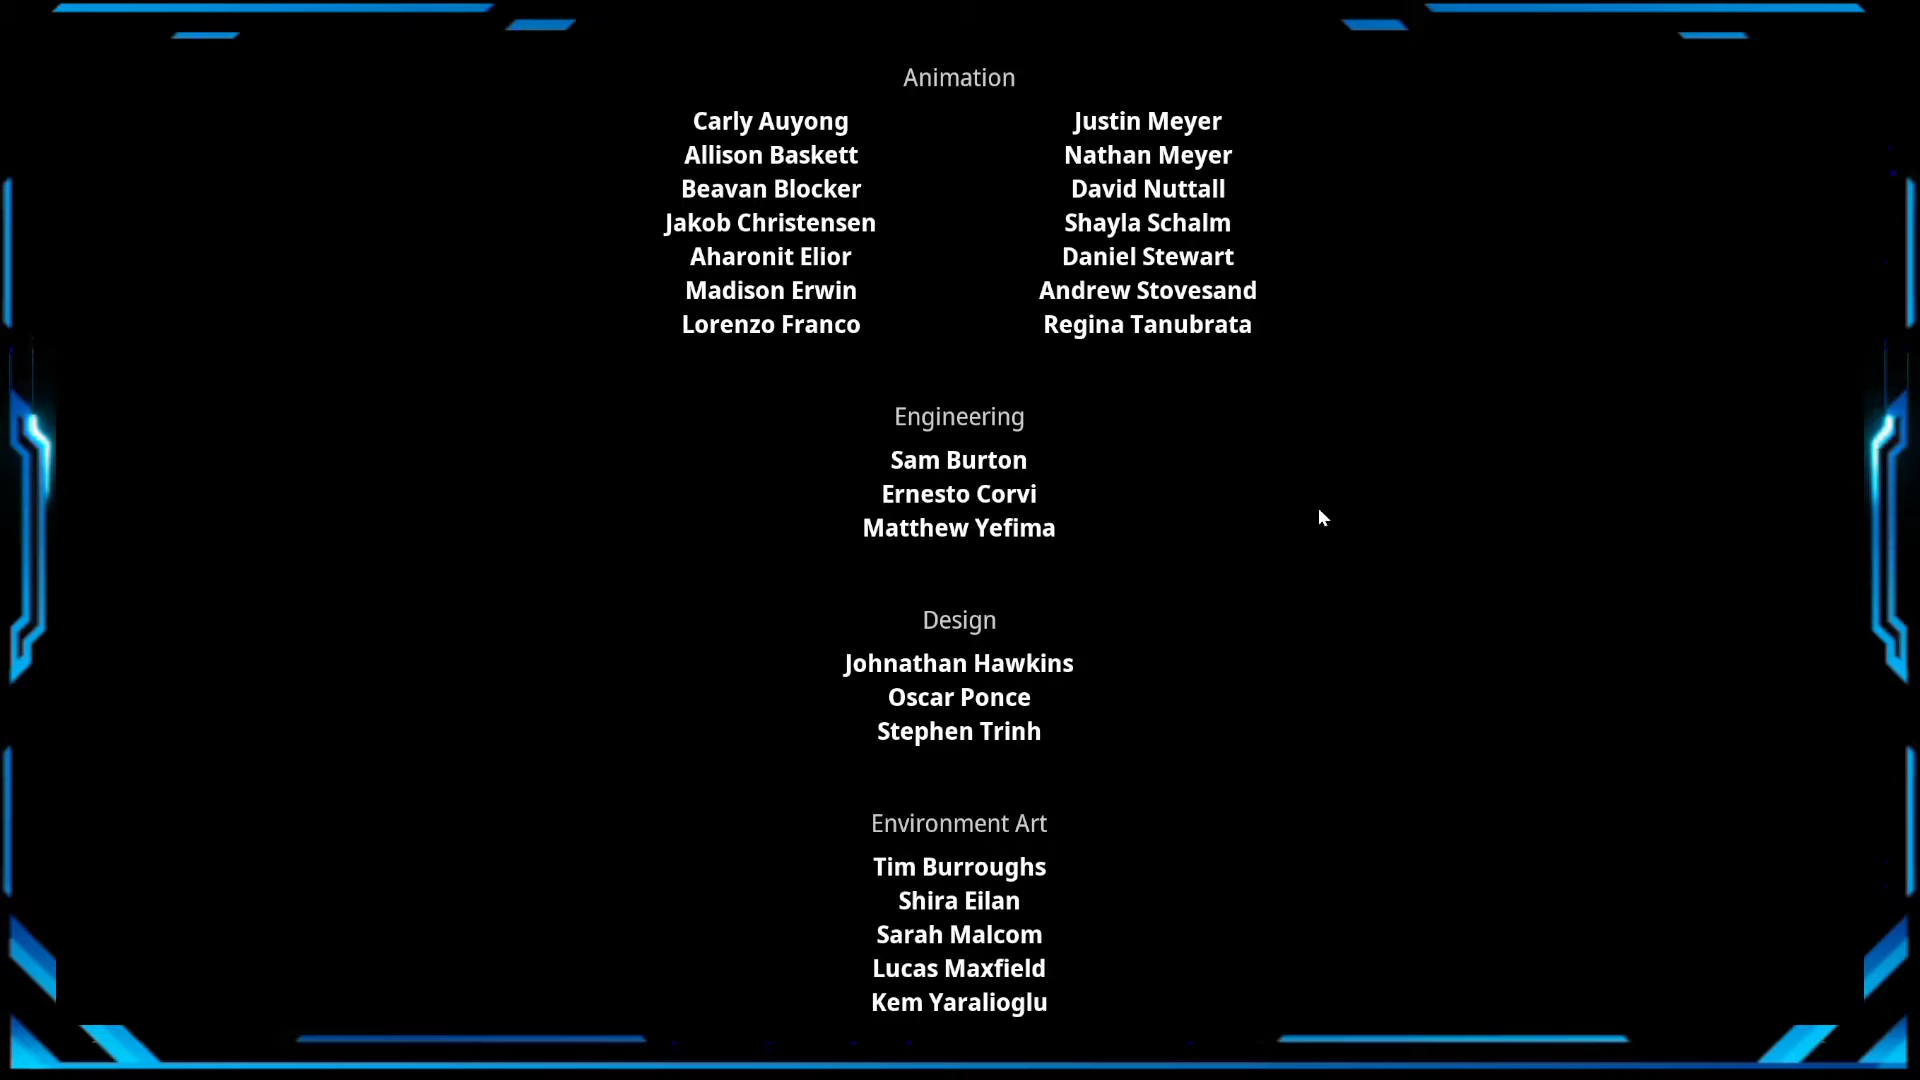 Animation
Carly Auyong
Allison Baskett
Beavan Blocker
Jakob Christensen
Aharonit Elior
Madison Erwin
Lorenzo Franco
Justin Meyer
Nathan Meyer
David Nuttall
Shayla Schalm
Daniel Stewart
Andrew Stovesand
Regina Tanubrata
Engineering
Sam Burton
Ernesto Corvi
Matthew Yefima
Design
Johnathan Hawkins
Oscar Ponce
Stephen Trinh
Environment Art
Tim Burroughs
Shira Eilan
Sarah Malcom
Lucas Maxfield
Kem Yaralioglu